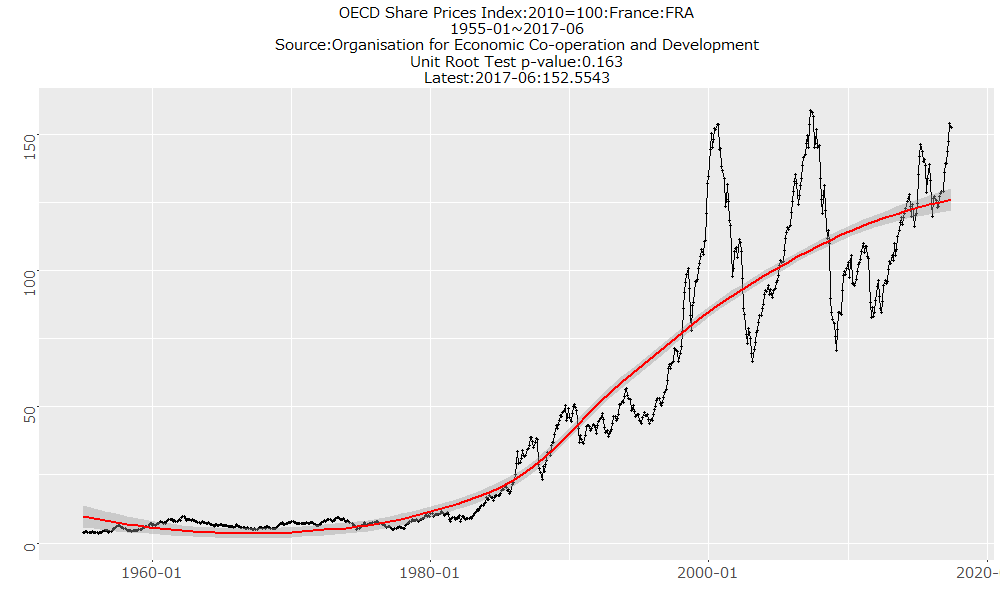 OECD Share Prices Index:2010=100:France:FRA
1955-01~2017-06
Source:Organisation for Economic Co-operation and Development
Unit Root Test p-value:0.163
Latest:2017-06:152.5543
150
100
50
0
1960-01
1980-01
2000-01
2020-